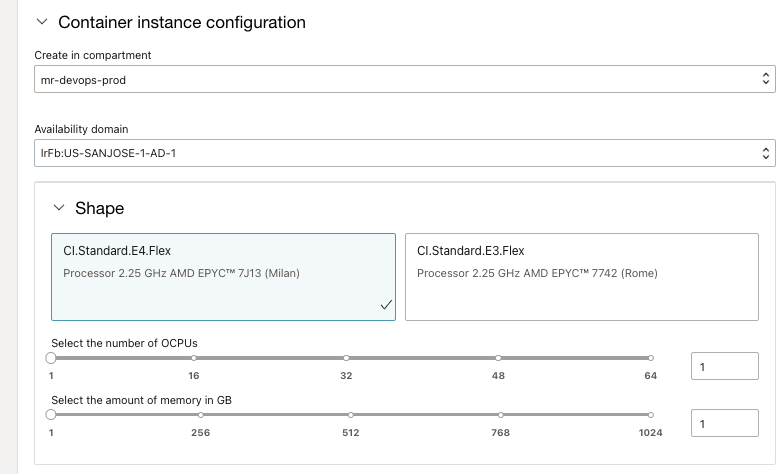 Container instance configuration
Create in compartment
mr-devops-prod
Availability domain
IrFb:US-SANJOSE-1-AD-1
Shape
CI.Standard.E4.Flex
Processor 2.25 GHz AMD EPYC™ 7J13 (Milan)
CI.Standard.E3.Flex
Processor 2.25 GHz AMD EPYC™ 7742 (Rome)
Select the number of OCPUs
1 16 32 48 64
1
Select the amount of memory in GB
1 256 512 768 1024
1